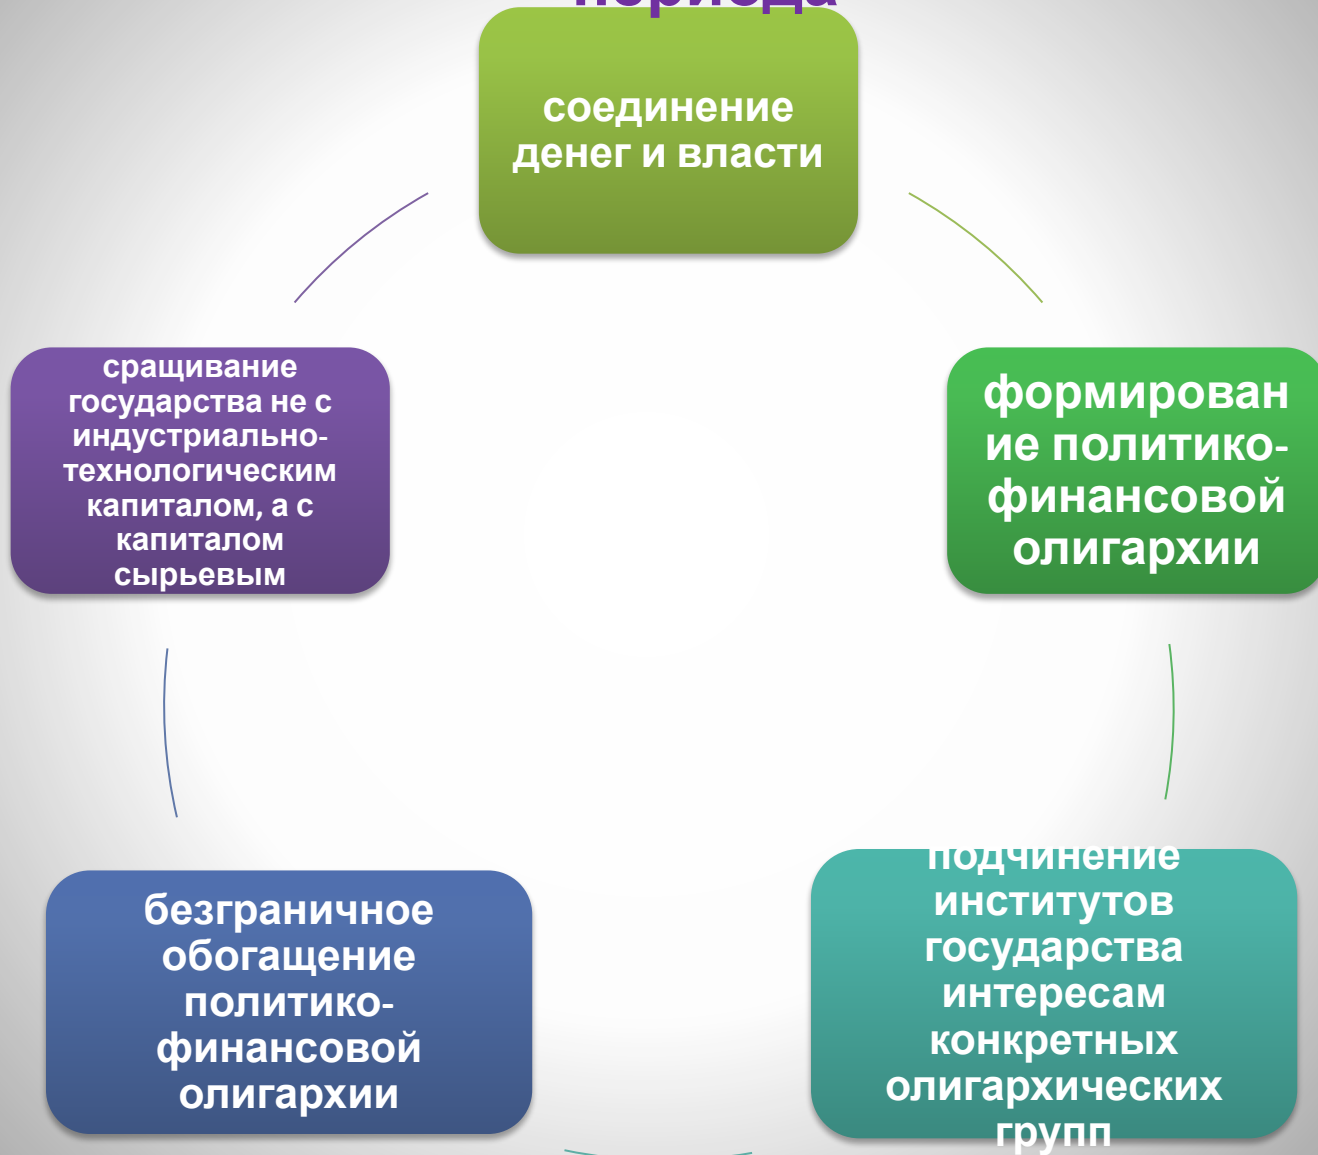 периода
соединение
денег и власти
формирован
ие политико-
финансовой
олигархии
подчинение
институтов
государства
интересам
конкретных
олигархических
групп
безграничное
обогащение
политико-
финансовой
олигархии
сращивание
государства не с
индустриально-
технологическим
капиталом, а с
капиталом
сырьевым